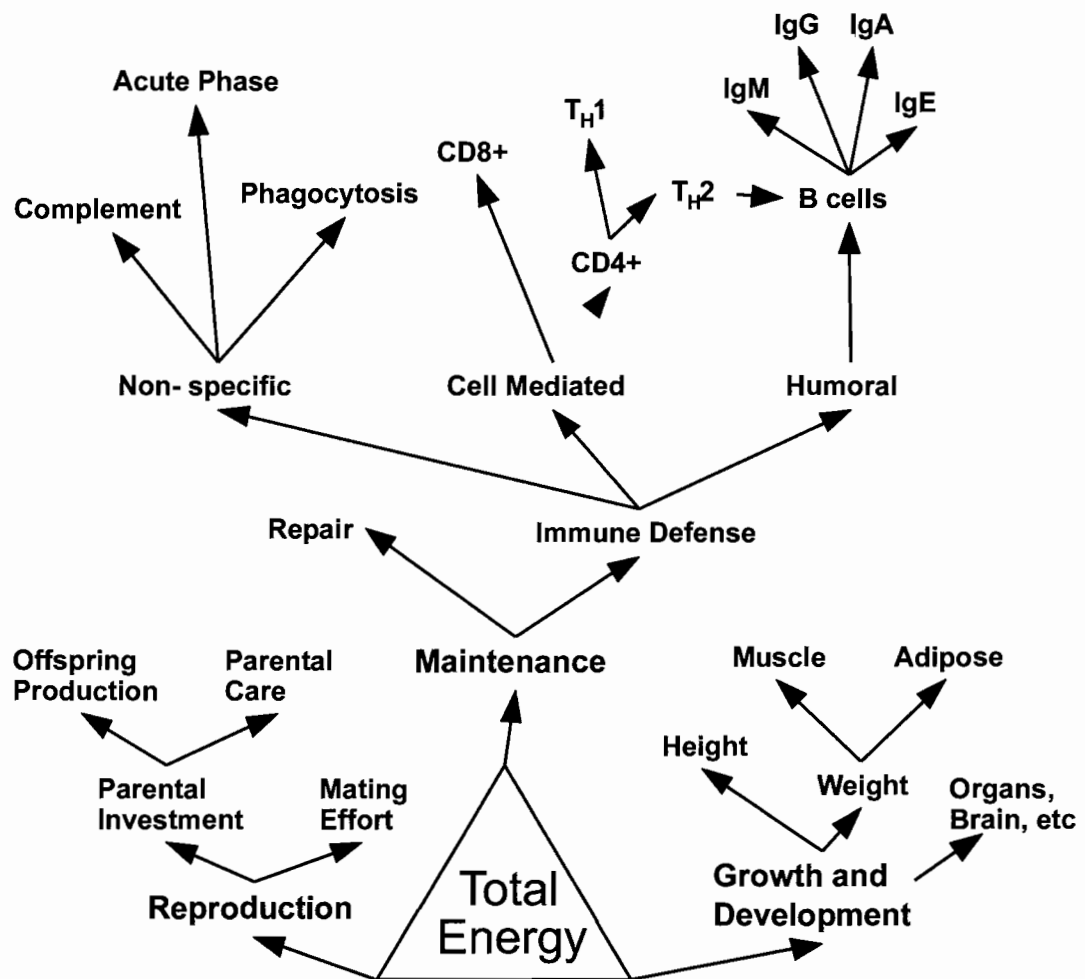 IgG
IgA
Acute Phase
IgM
IgE
T_H1
CD8+
Phagocytosis
T_H2
B cells
Complement
CD4+
Non- specific
Cell Mediated
Humoral
Repair
Immune Defense
Offspring
Production
Parental
Care
Maintenance
Muscle
Adipose
Height
Parental
Investment
Mating
Effort
Weight
Organs,
Brain, etc
Reproduction
Total
Energy
Growth and
Development